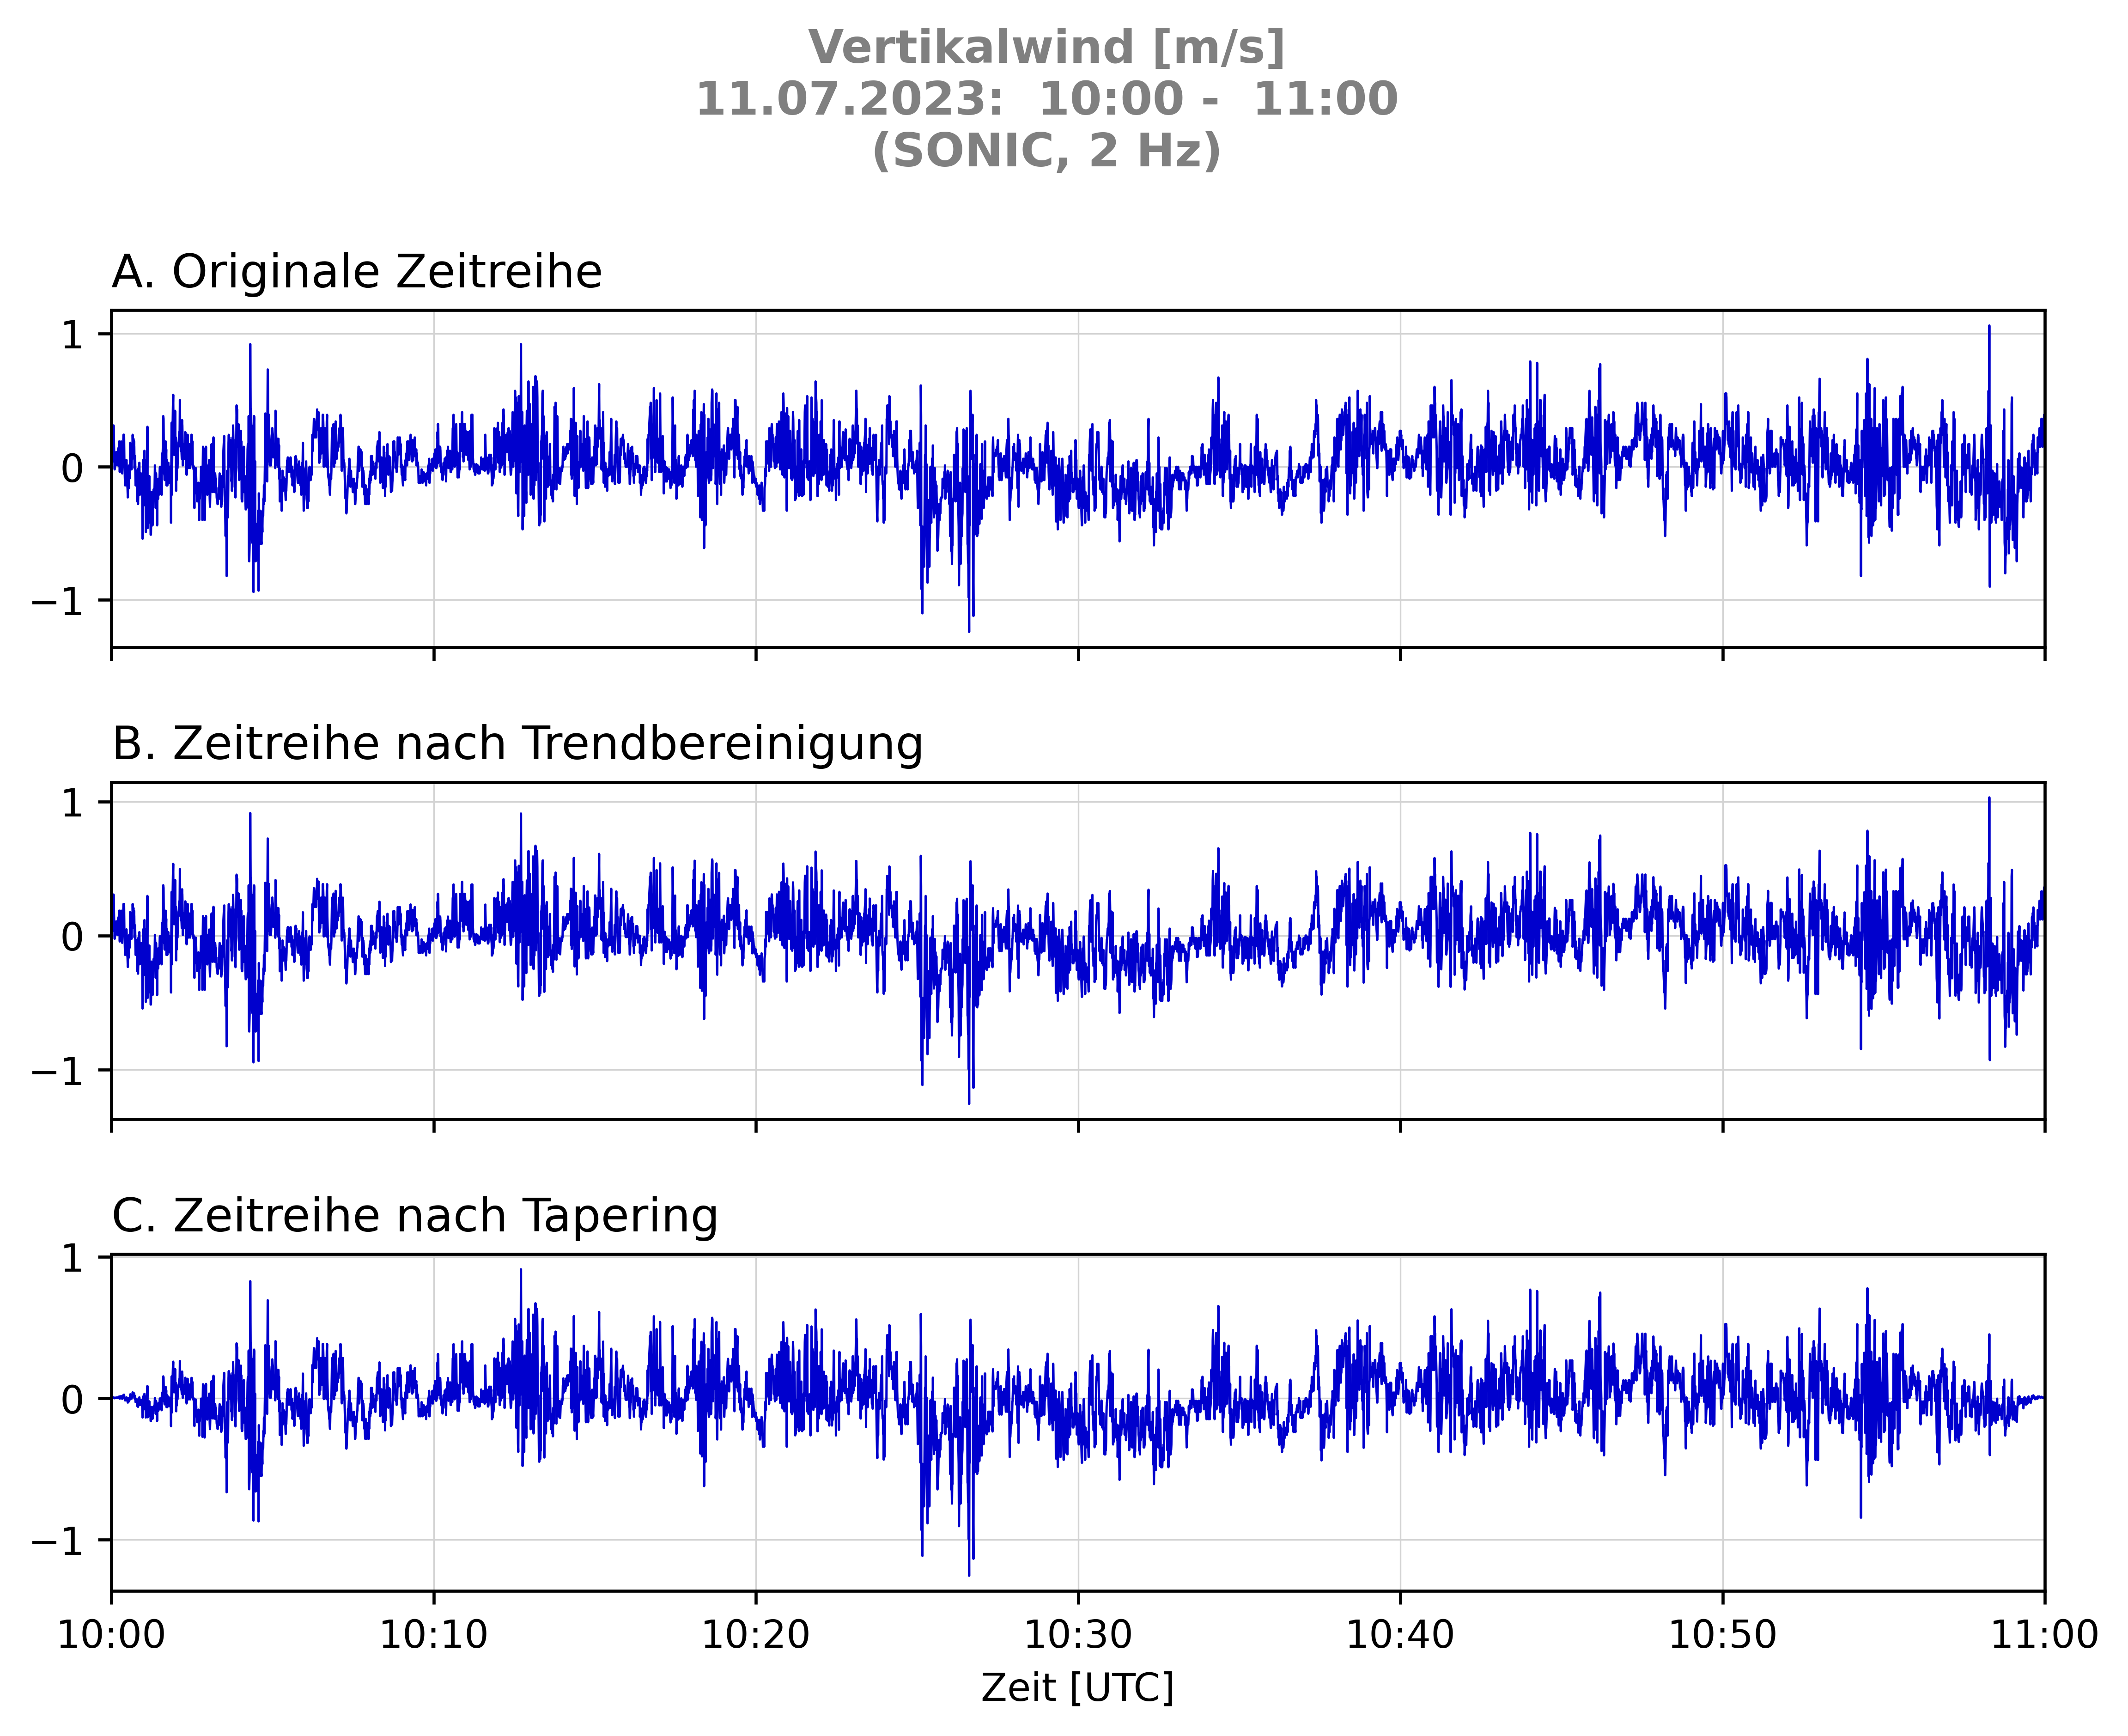 Vertikalwind [m/s]
11.07.2023:  10:00 -  11:00
(SONIC, 2 Hz)
A. Originale Zeitreihe
1
0
−1
B. Zeitreihe nach Trendbereinigung
1
0
−1
C. Zeitreihe nach Tapering
1
0
−1
10:00 10:10 10:20 10:30 10:40 10:50 11:00
Zeit [UTC]